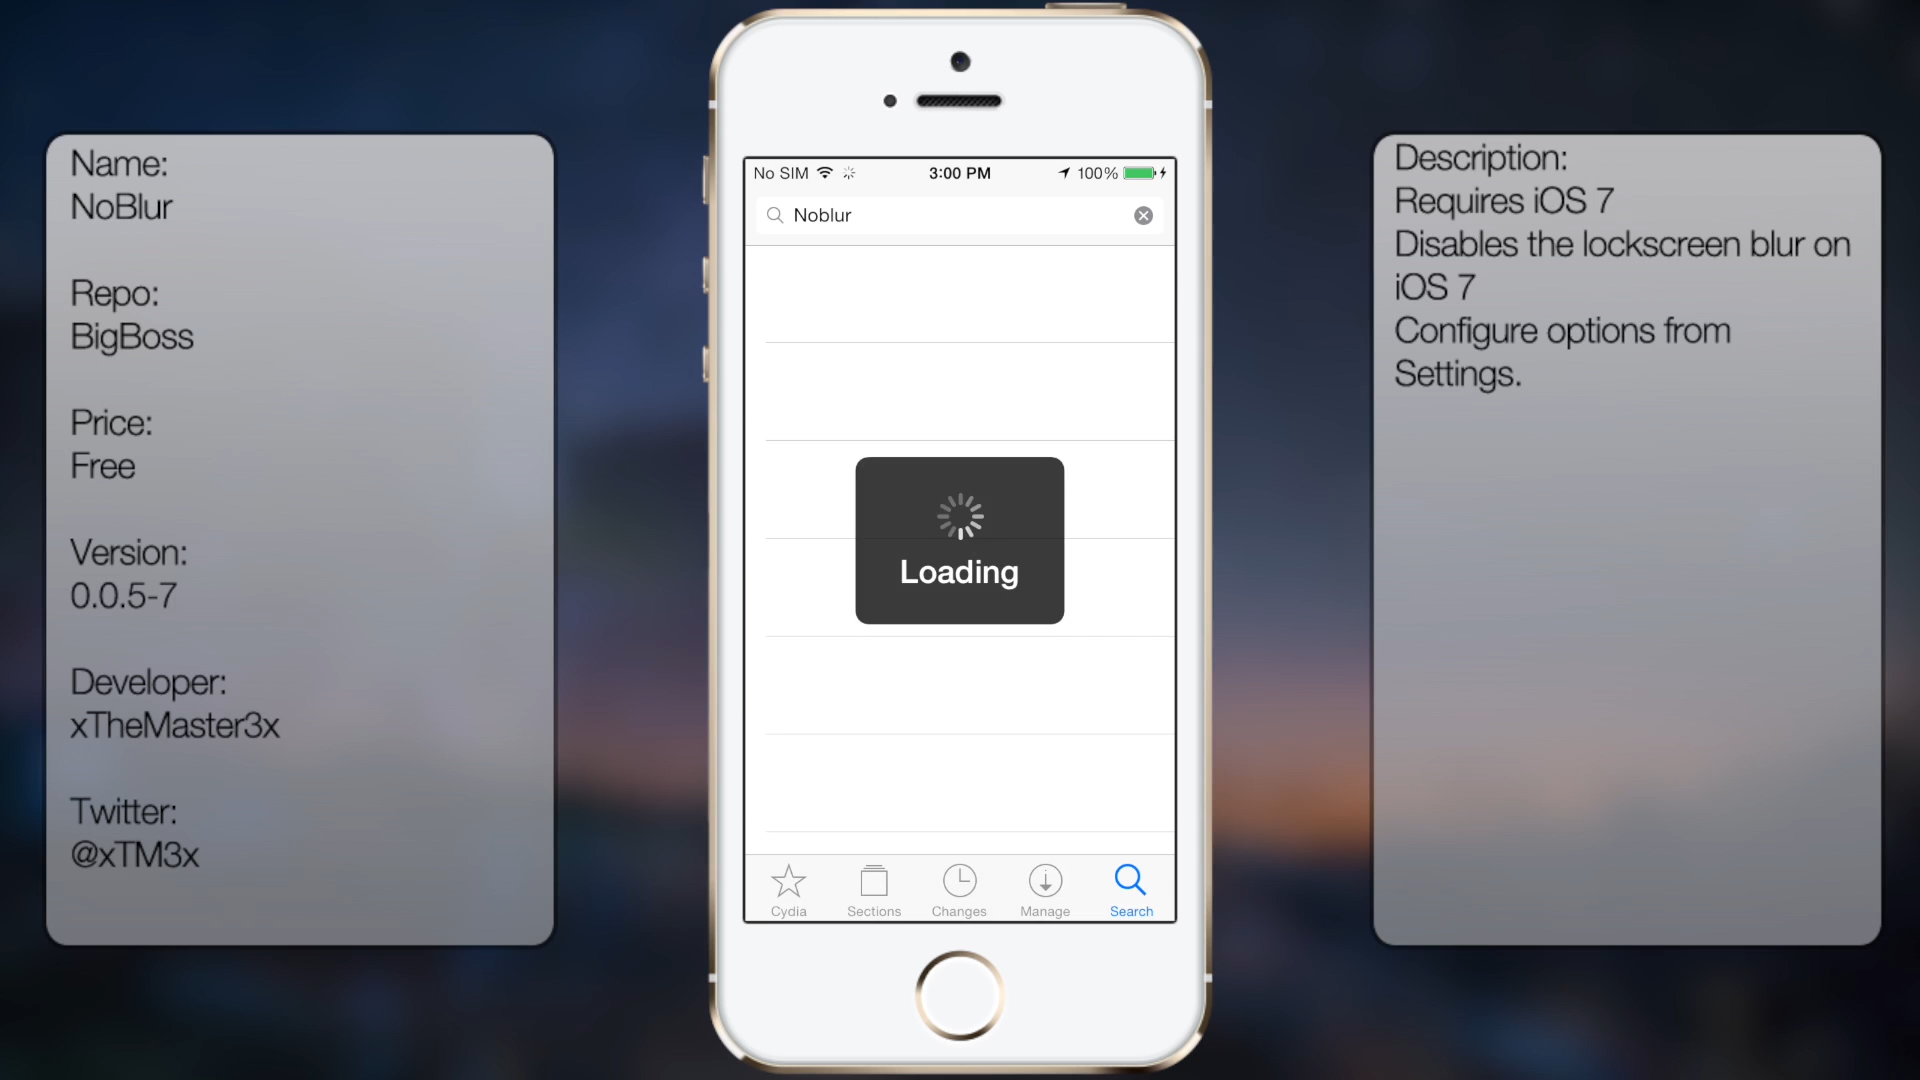 Name:
NoBlur
Repo:
BigBoss
Price:
Free
Version:
0.0.5-7
Developer:
xTheMaster3x
Twitter:
@xTM3x
No SIM 3:00 PM 100%
Noblur
Loading
Cydia Sections Changes Manage Search
Description:
Requires iOS 7
Disables the lockscreen blur on
iOS 7
Configure options from
Settings.